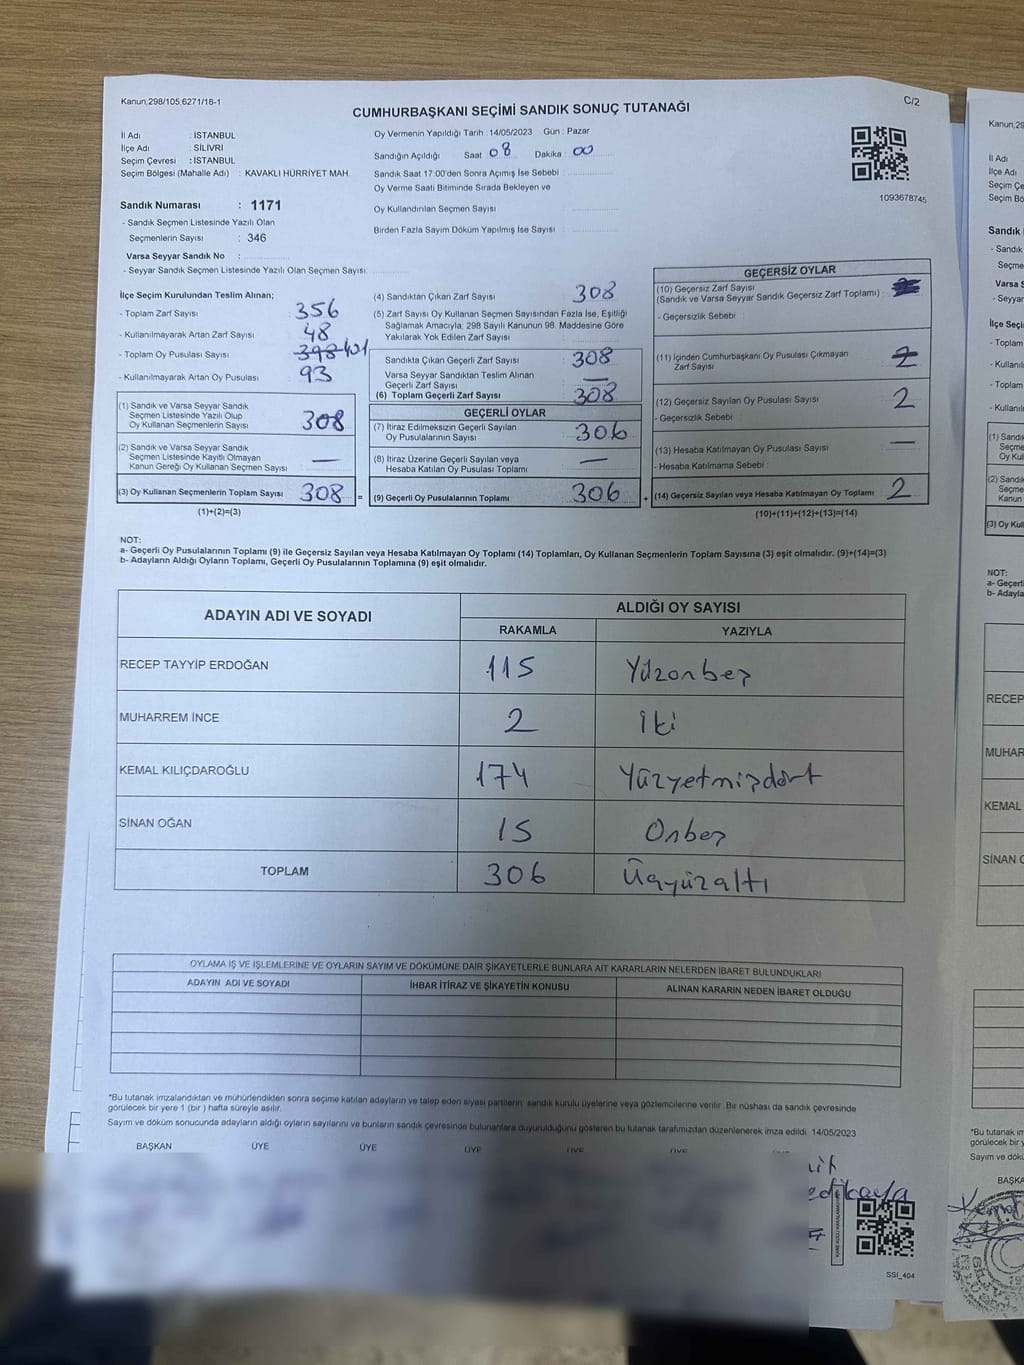 Kanun,298/105,6271/18-1
C/2
CUMHURBAŞKANI SEÇİMİ SANDIK SONUÇ TUTANAĞI
İl Adı : İSTANBUL
İlçe Adı : SİLİVRİ
Seçim Çevresi : İSTANBUL
Seçim Bölgesi (Mahalle Adı) : KAVAKLI HÜRRİYET MAH.
Sandık Numarası : 1171
- Sandık Seçmen Listesinde Yazılı Olan
Seçmenlerin Sayısı : 346
Varsa Seyyar Sandık No :
- Seyyar Sandık Seçmen Listesinde Yazılı Olan Seçmen Sayısı:
Oy Vermenin Yapıldığı Tarih : 14/05/2023 Gün : Pazar
Sandığın Açıldığı Saat 08 Dakika 00
Sandık Saat 17:00'den Sonra Açımış İse Sebebi :
Oy Verme Saati Bitiminde Sırada Bekleyen ve
Oy Kullandırılan Seçmen Sayısı
Birden Fazla Sayım Döküm Yapılmış İse Sayısı :
1093678745
İlçe Seçim Kurulundan Teslim Alınan;
- Toplam Zarf Sayısı : 356
- Kullanılmayarak Artan Zarf Sayısı : 48
- Toplam Oy Pusulası Sayısı : 398 401
- Kullanılmayarak Artan Oy Pusulası : 93
(1) Sandık ve Varsa Seyyar Sandık
Seçmen Listesinde Yazılı Olup
Oy Kullanan Seçmenlerin Sayısı : 308
(2) Sandık ve Varsa Seyyar Sandık
Seçmen Listesinde Kayıtlı Olmayan
Kanun Gereği Oy Kullanan Seçmen Sayısı : —
(3) Oy Kullanan Seçmenlerin Toplam Sayısı : 308 =
(1)+(2)=(3)
(4) Sandıktan Çıkan Zarf Sayısı : 308
(5) Zarf Sayısı Oy Kullanan Seçmen Sayısından Fazla İse, Eşitliği
Sağlamak Amacıyla; 298 Sayılı Kanunun 98. Maddesine Göre
Yakılarak Yok Edilen Zarf Sayısı :
Sandıkta Çıkan Geçerli Zarf Sayısı : 308
Varsa Seyyar Sandıktan Teslim Alınan
Geçerli Zarf Sayısı : —
(6) Toplam Geçerli Zarf Sayısı : 308
GEÇERLİ OYLAR
(7) İtiraz Edilmeksizin Geçerli Sayılan
Oy Pusulalarının Sayısı : 306
(8) İtiraz Üzerine Geçerli Sayılan veya
Hesaba Katılan Oy Pusulası Toplamı : —
(9) Geçerli Oy Pusulalarının Toplamı : 306 +
GEÇERSİZ OYLAR
(10) Geçersiz Zarf Sayısı
(Sandık ve Varsa Seyyar Sandık Geçersiz Zarf Toplamı) :
- Geçersizlik Sebebi :
(11) İçinden Cumhurbaşkanı Oy Pusulası Çıkmayan
Zarf Sayısı : 2
(12) Geçersiz Sayılan Oy Pusulası Sayısı : 2
- Geçersizlik Sebebi :
(13) Hesaba Katılmayan Oy Pusulası Sayısı : —
- Hesaba Katılmama Sebebi :
(14) Geçersiz Sayılan veya Hesaba Katılmayan Oy Toplamı : 2
(10)+(11)+(12)+(13)=(14)
NOT:
a- Geçerli Oy Pusulalarının Toplamı (9) ile Geçersiz Sayılan veya Hesaba Katılmayan Oy Toplamı (14) Toplamları, Oy Kullanan Seçmenlerin Toplam Sayısına (3) eşit olmalıdır. (9)+(14)=(3)
b- Adayların Aldığı Oyların Toplamı, Geçerli Oy Pusulalarının Toplamına (9) eşit olmalıdır.
ADAYIN ADI VE SOYADI ALDIĞI OY SAYISI
RAKAMLA YAZIYLA
RECEP TAYYİP ERDOĞAN 115 Yüzonbeş
MUHARREM İNCE 2 İki
KEMAL KILIÇDAROĞLU 174 Yüzyetmişdört
SİNAN OĞAN 15 Onbeş
TOPLAM 306 Üçyüzaltı
OYLAMA İŞ VE İŞLEMLERİNE VE OYLARIN SAYIM VE DÖKÜMÜNE DAİR ŞİKAYETLERLE BUNLARA AİT KARARLARIN NELERDEN İBARET BULUNDUKLARI
ADAYIN ADI VE SOYADI İHBAR İTİRAZ VE ŞİKAYETİN KONUSU ALINAN KARARIN NEDEN İBARET OLDUĞU
*Bu tutanak imzalandıktan ve mühürlendikten sonra seçime katılan adayların ve talep eden siyasi partilerin sandık kurulu üyelerine veya gözlemcilerine verilir. Bir nüshası da sandık çevresinde
görülecek bir yere 1 (bir) hafta süreyle asılır.
Sayım ve döküm sonucunda adayların aldığı oyların sayılarını ve bunların sandık çevresinde bulunanlara duyurulduğunu gösteren bu tutanak tarafımızdan düzenlenerek imza edildi. 14/05/2023
BAŞKAN ÜYE ÜYE ÜYE ÜYE ÜYE
SSI_404
Kanun,29
İl Adı
İlçe Adı
Seçim Çe
Seçim Bö
Sandık
- Sandık
Seçme
Varsa S
- Seyyar
İlçe Seçi
- Toplam
- Kullanıl
- Toplam
- Kullanılı
(1) Sandı
Seçme
Oy Ku
(2) Sandık
Seçme
Kanun
(3) Oy Kul
NOT:
a- Geçerl
b- Adayla
RECEP
MUHAR
KEMAL
SİNAN O
*Bu tutanak im
görülecek bir y
Sayım ve dökü
BAŞKA